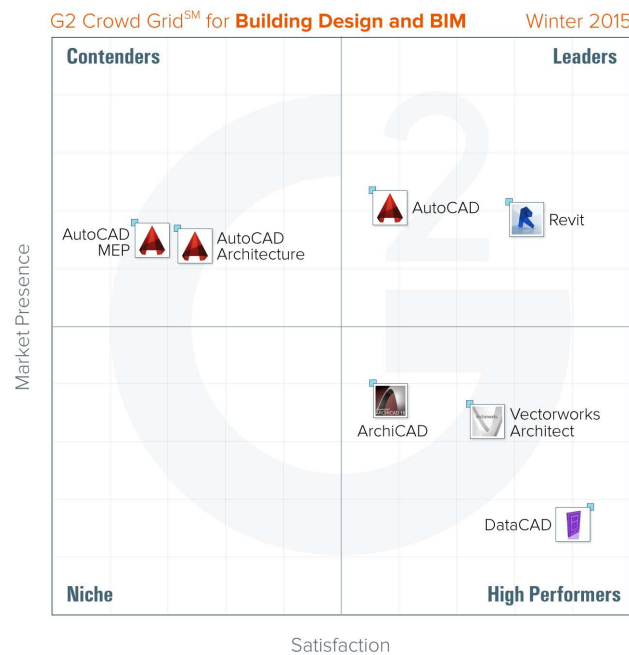 G2 Crowd Grid℠ for Building Design and BIM
Winter 2015
Contenders
Leaders
AutoCAD
Revit
AutoCAD
MEP
AutoCAD
Architecture
Market Presence
ArchiCAD
Vectorworks
Architect
DataCAD
Niche
High Performers
Satisfaction